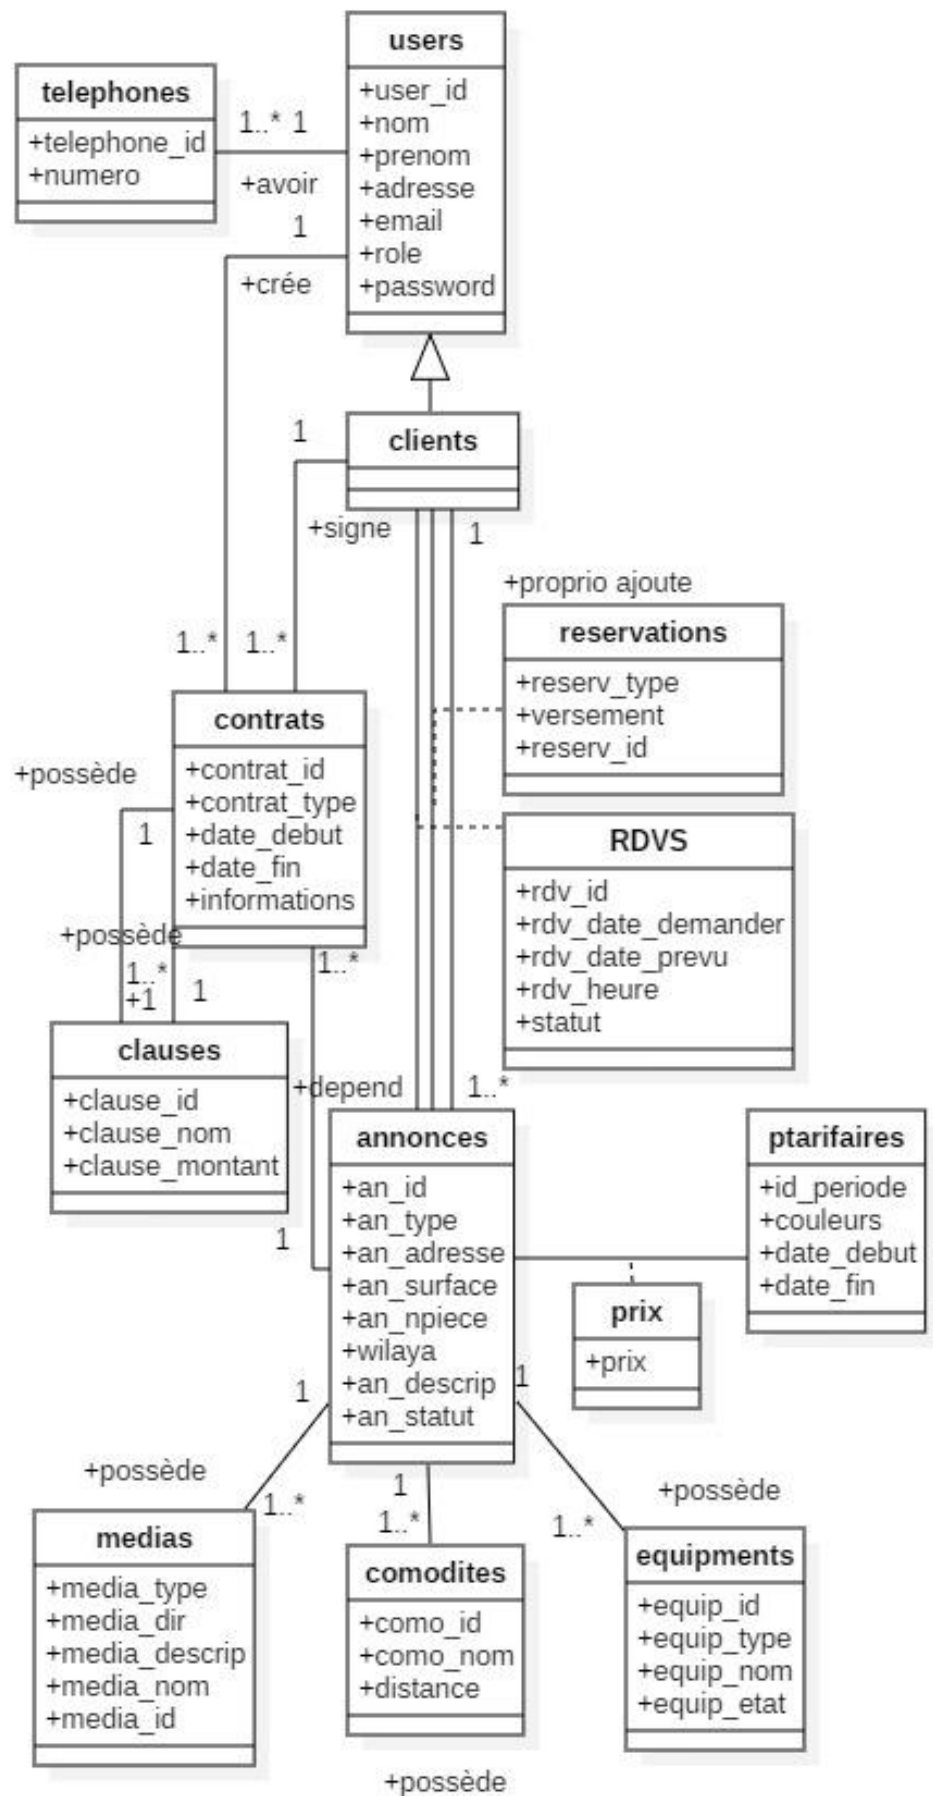 users
+user_id
+nom
+prenom
+adresse
+email
+role
+password
telephones
+telephone_id
+numero
1..* 1
+avoir
1
+crée
clients
1
+signe
1
+proprio ajoute
reservations
+reserv_type
+versement
+reserv_id
1..*
1..*
contrats
+contrat_id
+contrat_type
+date_debut
+date_fin
+informations
+possède
1
+possède
1..*
+1
1
1..*
RDVS
+rdv_id
+rdv_date_demander
+rdv_date_prevu
+rdv_heure
+statut
clauses
+clause_id
+clause_nom
+clause_montant
+depend
1..*
1
annonces
+an_id
+an_type
+an_adresse
+an_surface
+an_npiece
+wilaya
+an_descrip
+an_statut
ptarifaires
+id_periode
+couleurs
+date_debut
+date_fin
prix
+prix
1
1
+possède
1..*
1
1..*
+possède
1..*
medias
+media_type
+media_dir
+media_descrip
+media_nom
+media_id
comodites
+como_id
+como_nom
+distance
equipments
+equip_id
+equip_type
+equip_nom
+equip_etat
+possède